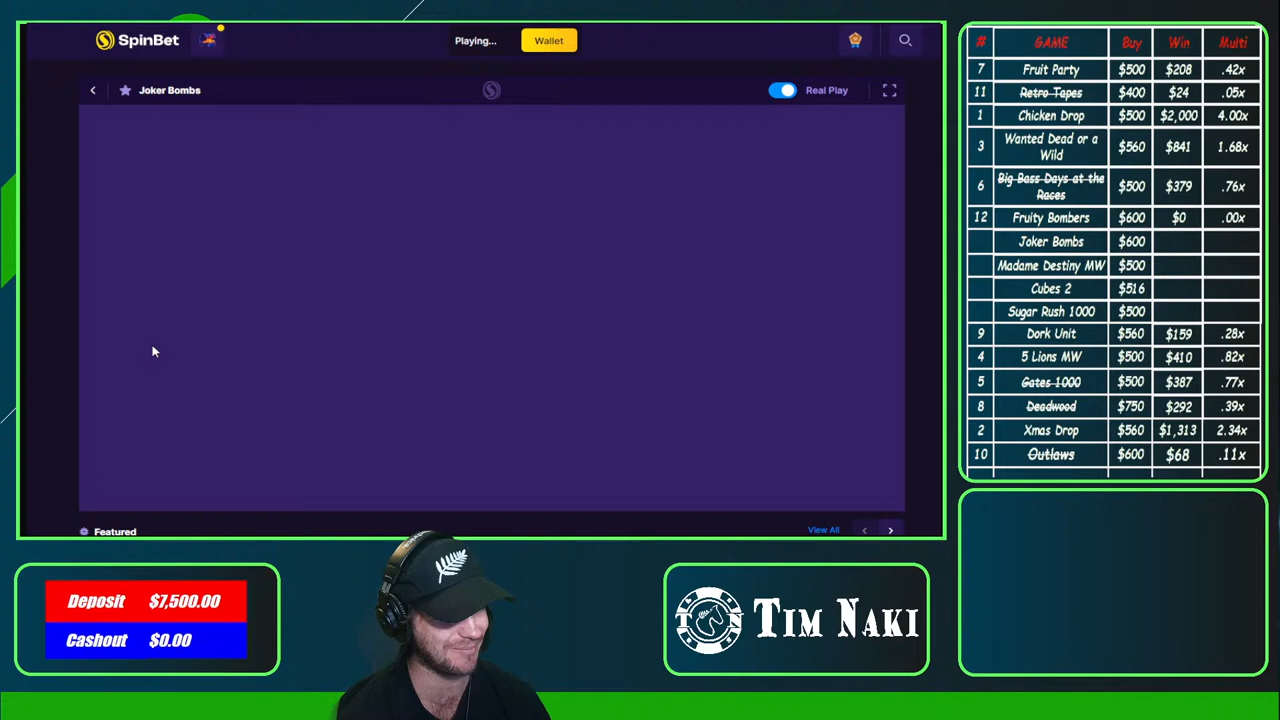 SpinBet
Playing...
Wallet
Joker Bombs
Real Play
Featured
View All
# GAME Buy Win Multi
7 Fruit Party $500 $208 .42x
11 Retro Tapes $400 $24 .05x
1 Chicken Drop $500 $2,000 4.00x
3 Wanted Dead or a
Wild $560 $841 1.68x
6 Big Bass Days at the
Races $500 $379 .76x
12 Fruity Bombers $600 $0 .00x
Joker Bombs $600
Madame Destiny MW $500
Cubes 2 $516
Sugar Rush 1000 $500
9 Dork Unit $560 $159 .28x
4 5 Lions MW $500 $410 .82x
5 Gates 1000 $500 $387 .77x
8 Deadwood $750 $292 .39x
2 Xmas Drop $560 $1,313 2.34x
10 Outlaws $600 $68 .11x
Deposit $7,500.00
Cashout $0.00
T N
TIM NAKI